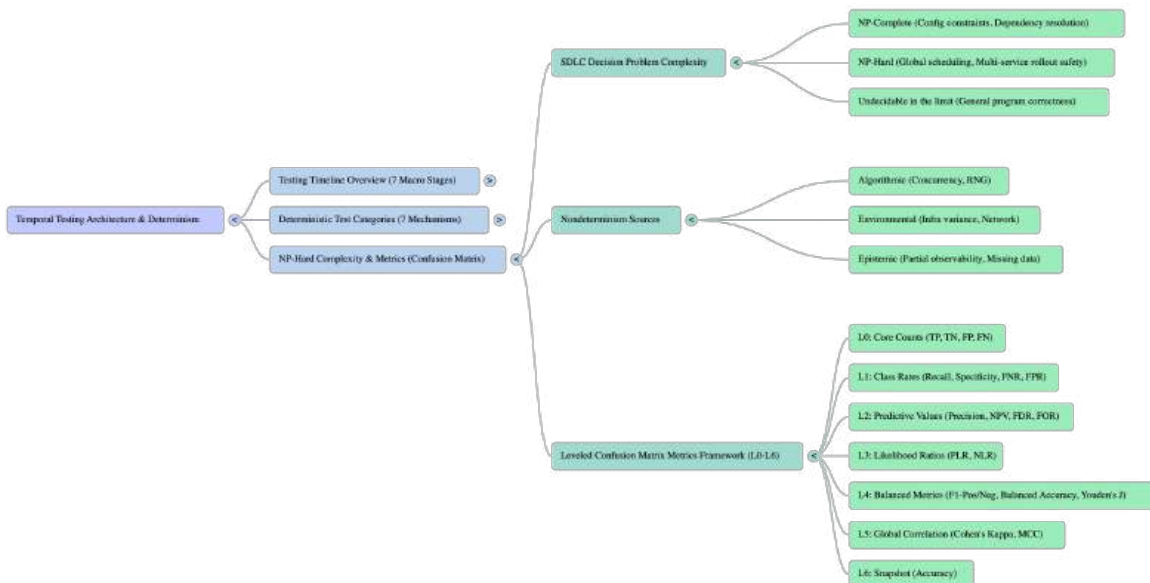 Temporal Testing Architecture & Determinism
Testing Timeline Overview (7 Macro Stages)
Deterministic Test Categories (7 Mechanisms)
NP-Hard Complexity & Metrics (Confusion Matrix)
SDLC Decision Problem Complexity
NP-Complete (Config constraints, Dependency resolution)
NP-Hard (Global scheduling, Multi-service rollout safety)
Undecidable in the limit (General program correctness)
Nondeterminism Sources
Algorithmic (Concurrency, RNG)
Environmental (Infra variance, Network)
Epistemic (Partial observability, Missing data)
Leveled Confusion Matrix Metrics Framework (L0-L6)
L0: Core Counts (TP, TN, FP, FN)
L1: Class Rates (Recall, Specificity, FNR, FPR)
L2: Predictive Values (Precision, NPV, FDR, FOR)
L3: Likelihood Ratios (PLR, NLR)
L4: Balanced Metrics (F1-Pos/Neg, Balanced Accuracy, Youden's J)
L5: Global Correlation (Cohen's Kappa, MCC)
L6: Snapshot (Accuracy)